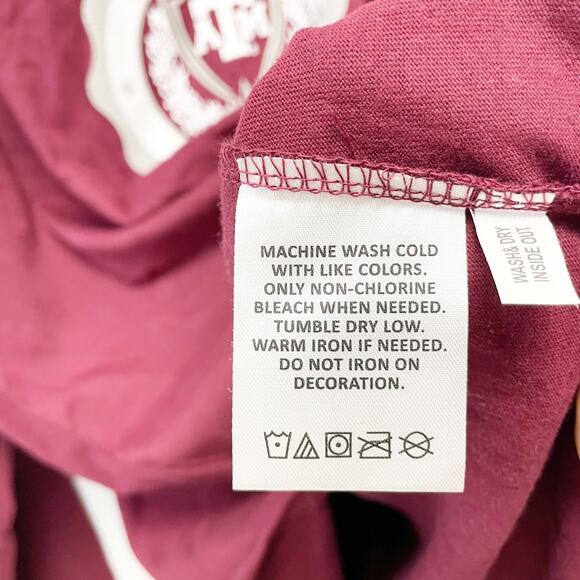 ATM
MACHINE WASH COLD
WITH LIKE COLORS.
ONLY NON-CHLORINE
BLEACH WHEN NEEDED.
TUMBLE DRY LOW.
WARM IRON IF NEEDED.
DO NOT IRON ON
DECORATION.
WASH & DRY
INSIDE OUT